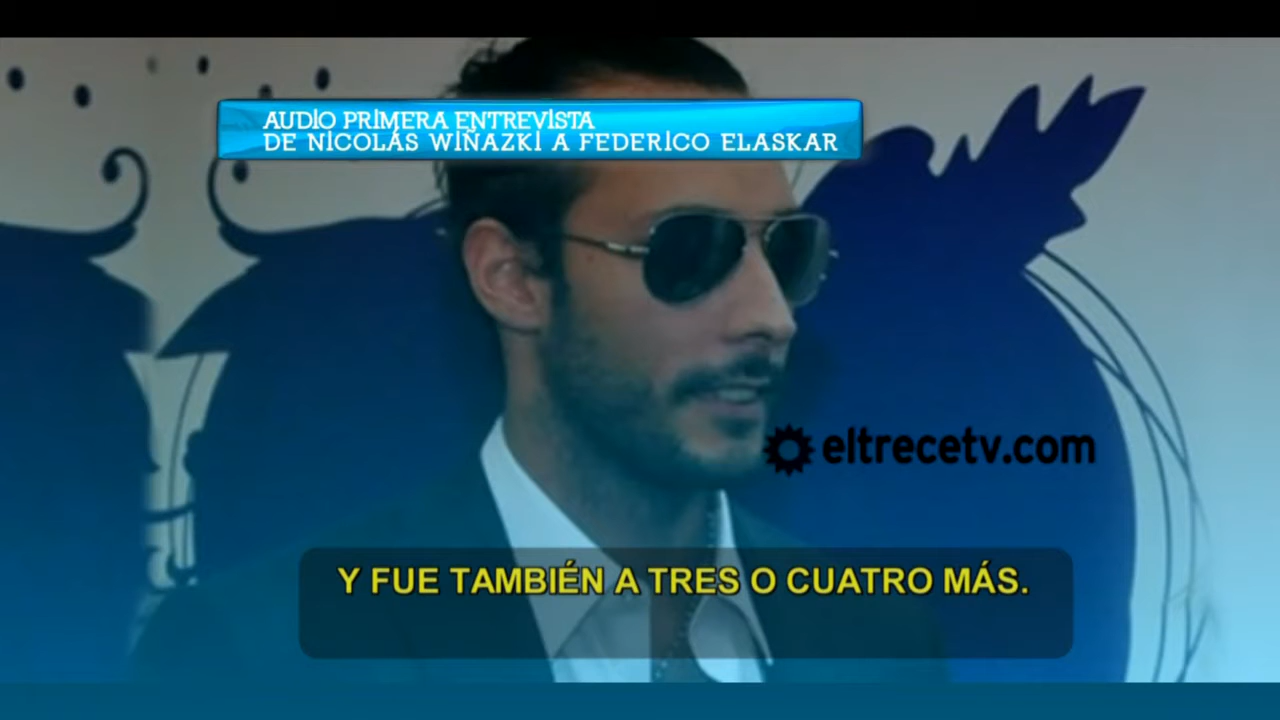 AUDIO PRIMERA ENTREVISTA
DE NICOLÁS WIÑAZKI A FEDERICO ELASKAR
eltrecetv.com
Y FUE TAMBIÉN A TRES O CUATRO MÁS.